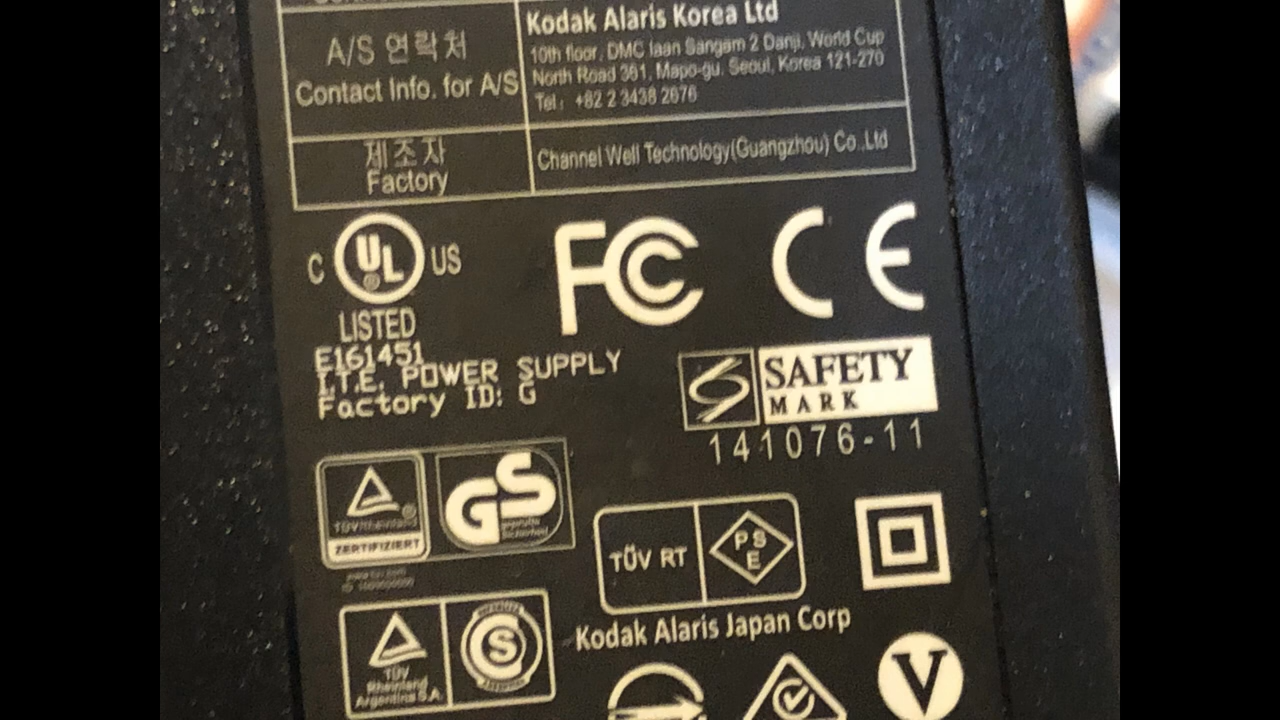 A/S 연락처
Contact Info. for A/S
Kodak Alaris Korea Ltd
10th floor, DMC Iaan Sangam 2 Danji, World Cup
North Road 361, Mapo-gu. Seoul, Korea 121-270
Tel: +82 2 3438 2676
제조자
Factory
Channel Well Technology(Guangzhou) Co.,Ltd
C UL US
LISTED
E161451
I.T.E. POWER SUPPLY
Factory ID: G
FC CE
SAFETY
MARK
141076-11
TÜVRheinland
ZERTIFIZIERT
GS
geprüfte
Sicherheit
TÜV RT
PS
E
Kodak Alaris Japan Corp
TÜV
Rheinland
Argentina S.A.
S
V